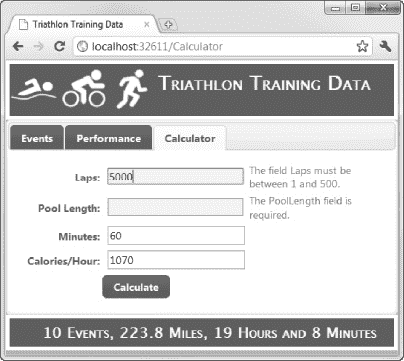 Triathlon Training Data
localhost:32611/Calculator
TRIATHLON TRAINING DATA
Events Performance Calculator
Laps: 5000 The field Laps must be
between 1 and 500.
Pool Length: The PoolLength field is
required.
Minutes: 60
Calories/Hour: 1070
Calculate
10 EVENTS, 223.8 MILES, 19 HOURS AND 8 MINUTES